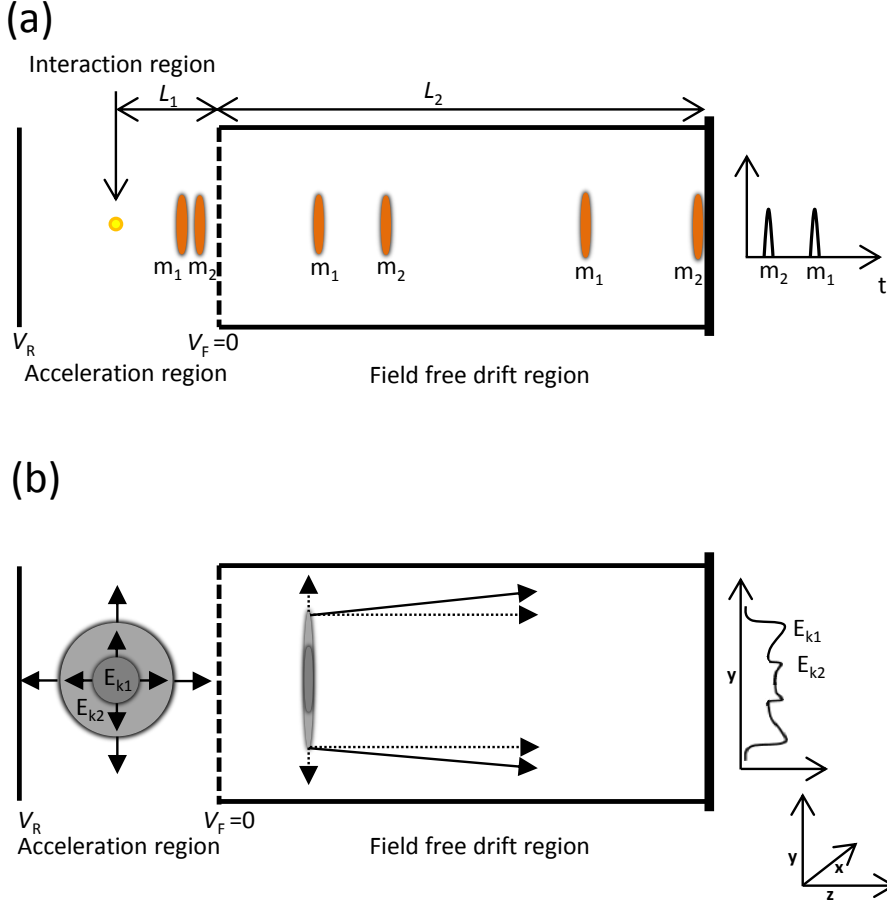 (a)
Interaction region
L1
L2
m1 m2 m1 m2 m1 m2
m2 m1
t
VR
VF=0
Acceleration region
Field free drift region
(b)
Ek1
Ek2
y
Ek1
Ek2
VR
VF=0
Acceleration region
Field free drift region
y
x
z